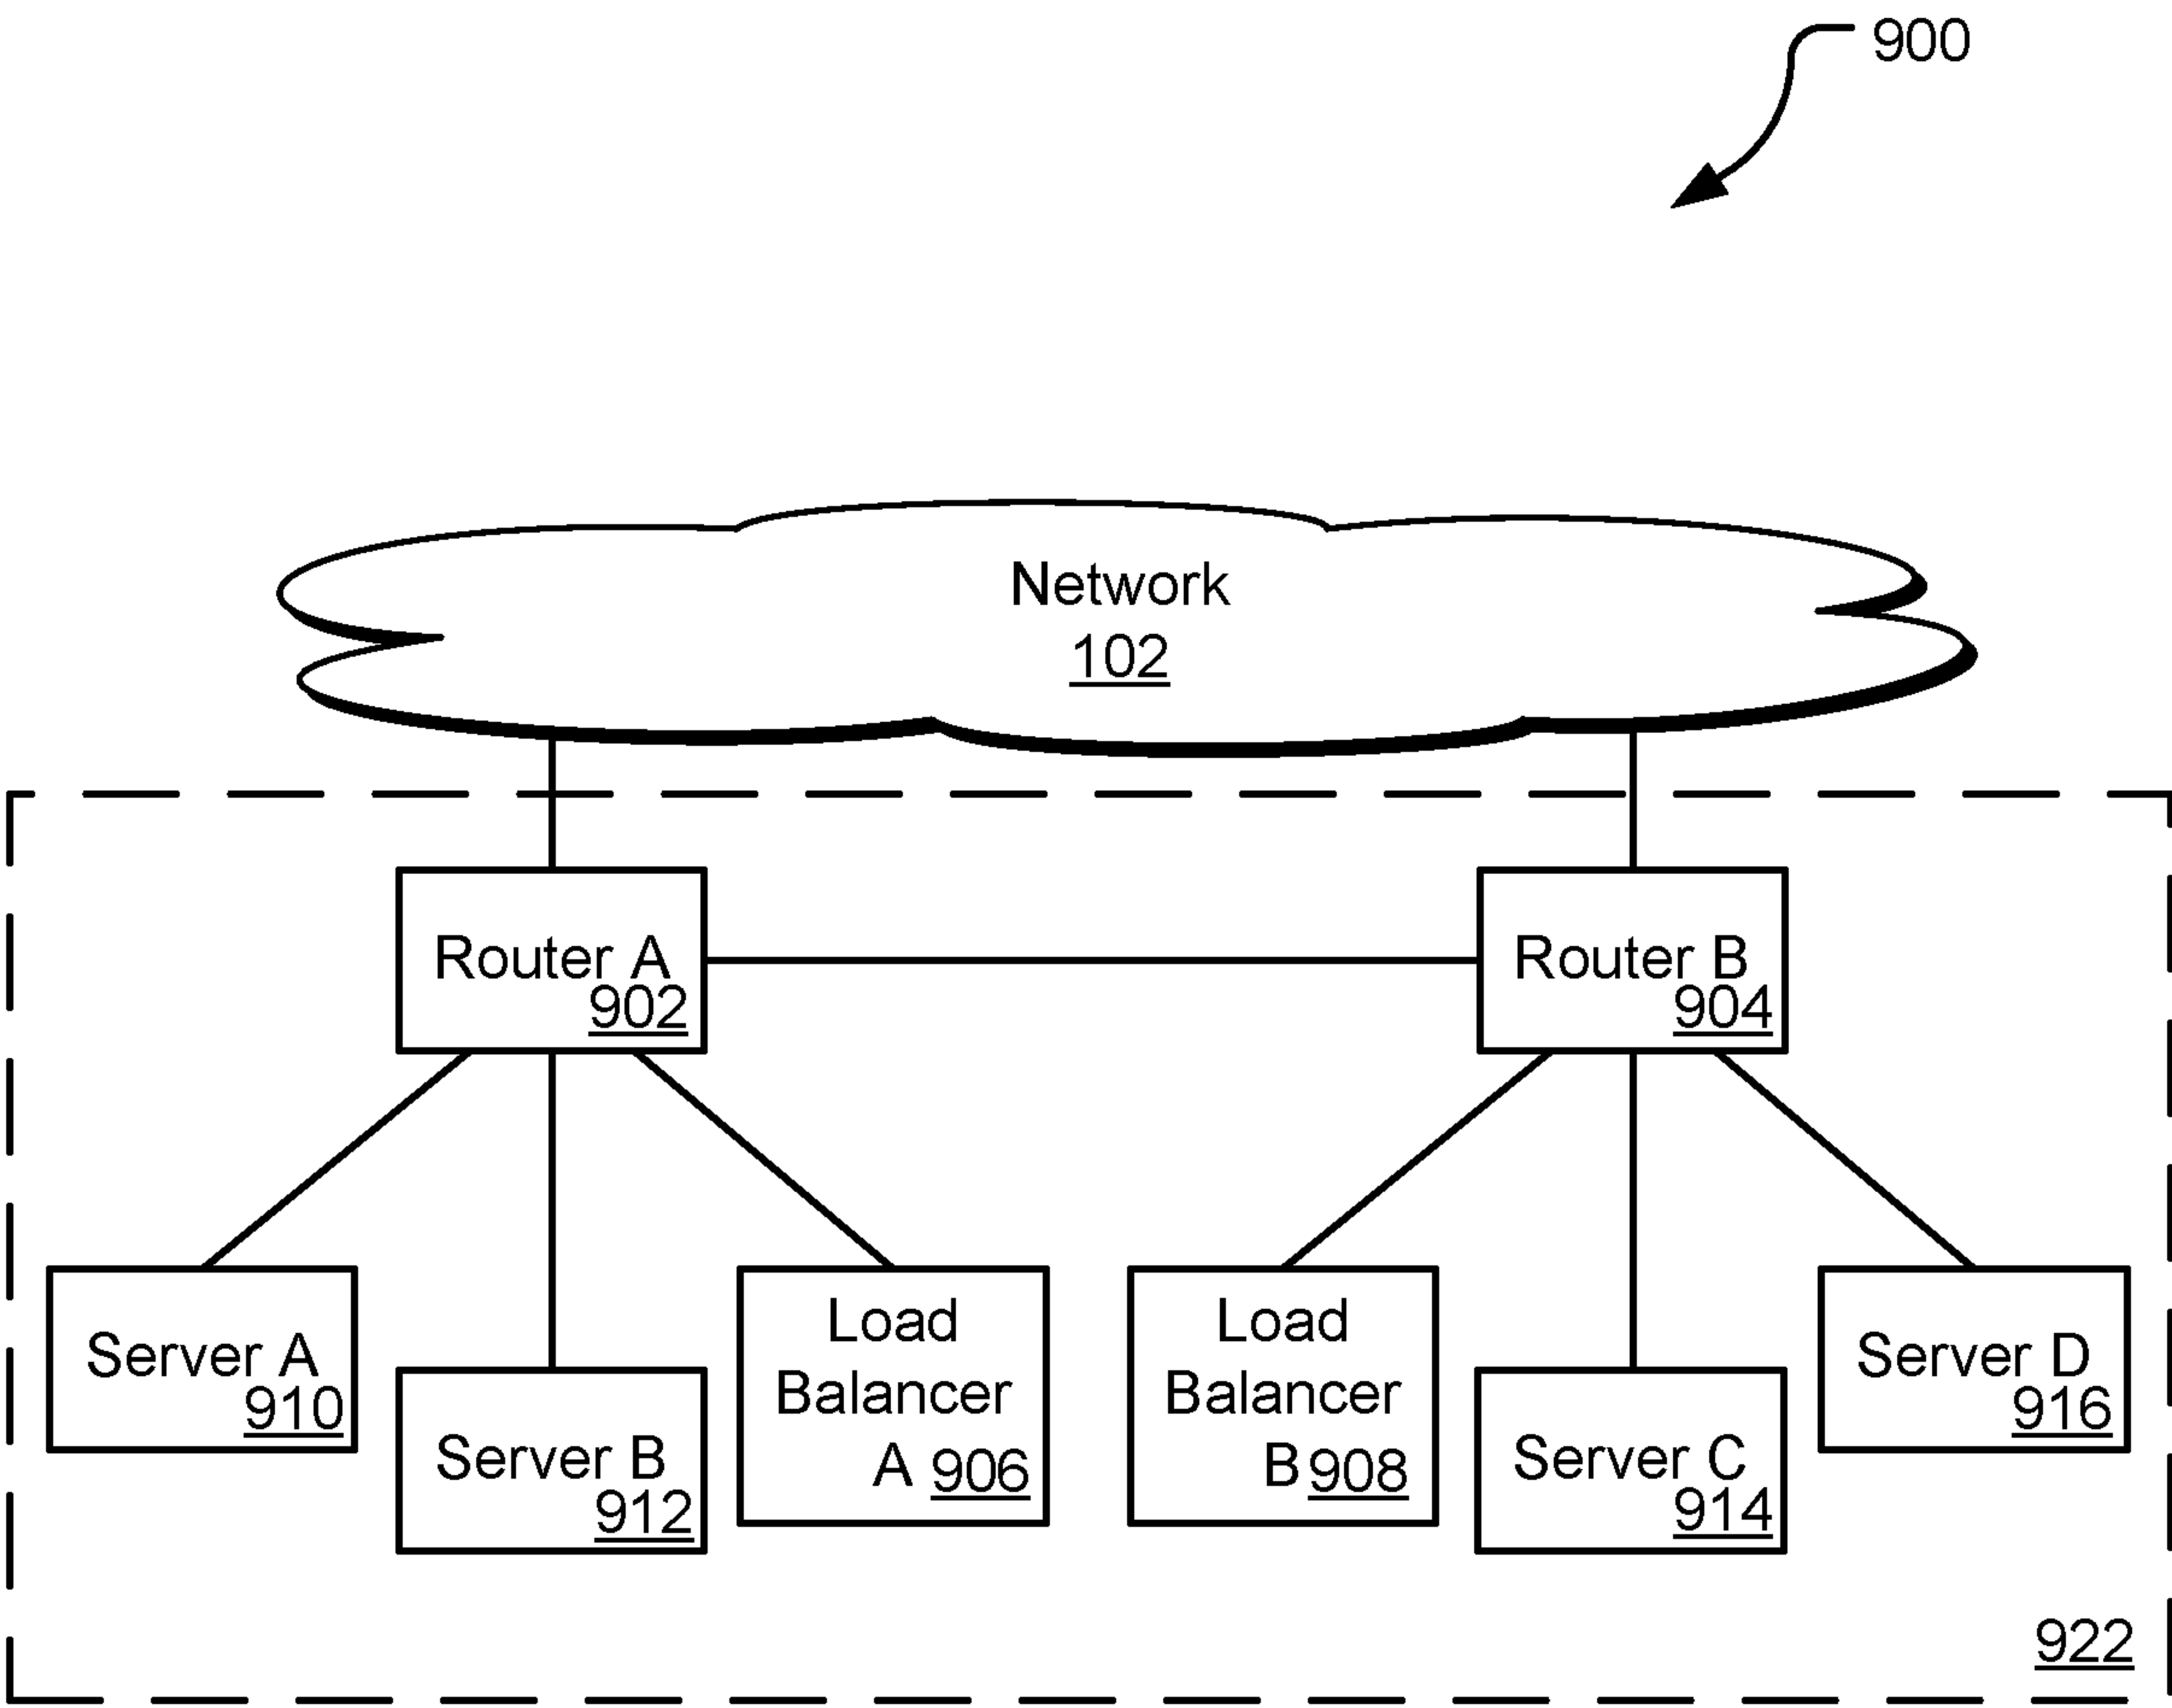 900
Network
102
Router A
902
Router B
904
Server A
910
Server B
912
Load
Balancer
A 906
Load
Balancer
B 908
Server C
914
Server D
916
922